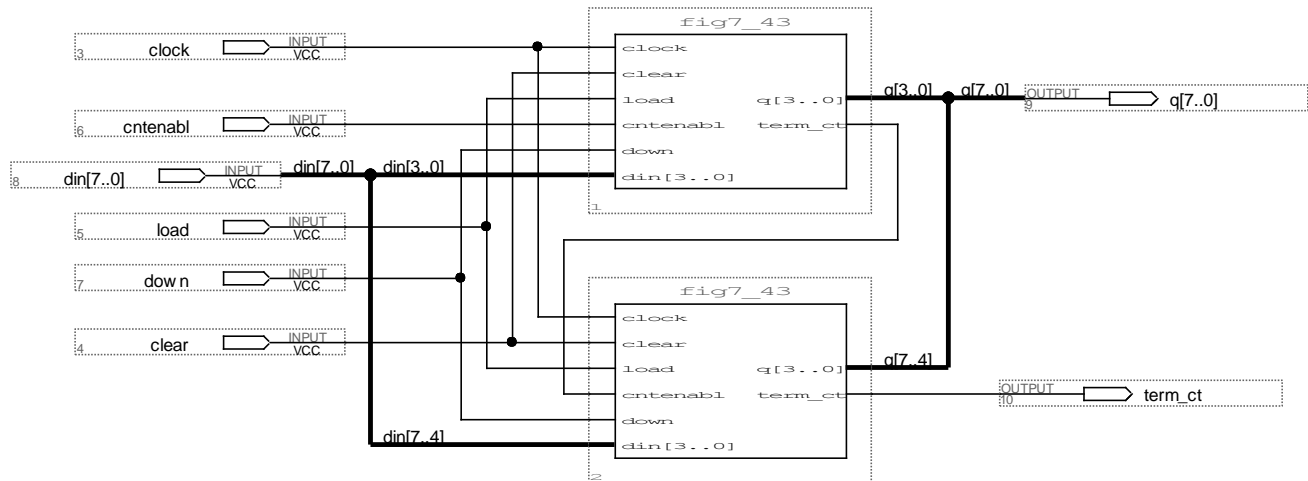 fig7_43
INPUT
VCC
3
clock
clock
clear
load
q[3..0]
q[3..0]
q[7..0]
OUTPUT
9
q[7..0]
6
cntenabl
INPUT
VCC
cntenabl
term_ct
down
8
din[7..0]
INPUT
VCC
din[7..0]
din[3..0]
din[3..0]
1
5
load
INPUT
VCC
7
down
INPUT
VCC
fig7_43
4
clear
INPUT
VCC
clock
clear
load
q[3..0]
q[7..4]
cntenabl
term_ct
OUTPUT
10
term_ct
down
din[7..4]
din[3..0]
2